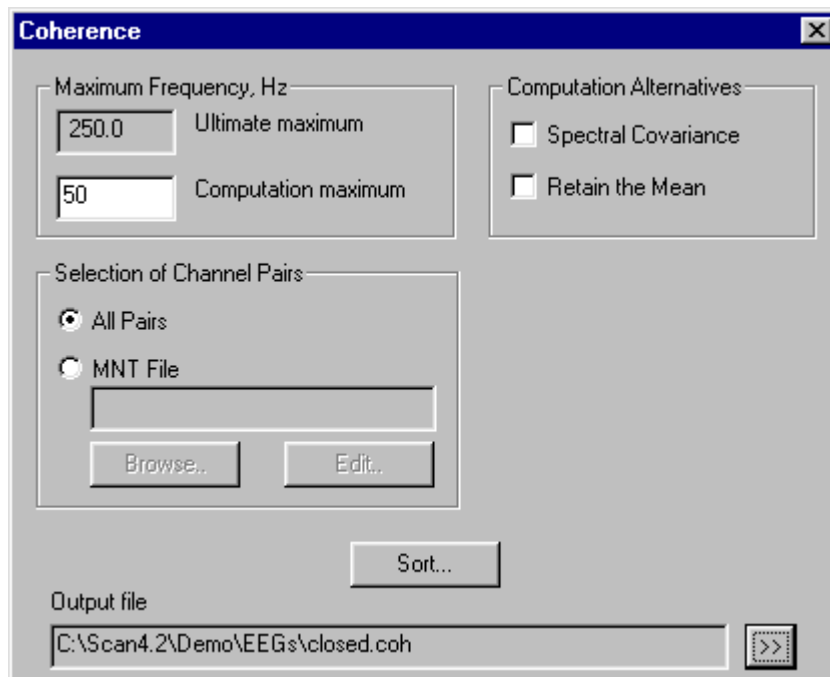 Coherence
Maximum Frequency, Hz
250.0 Ultimate maximum
50 Computation maximum
Computation Alternatives
Spectral Covariance
Retain the Mean
Selection of Channel Pairs
All Pairs
MNT File
Browse.. Edit..
Sort...
Output file
C:\Scan4.2\Demo\EEGs\closed.coh >>